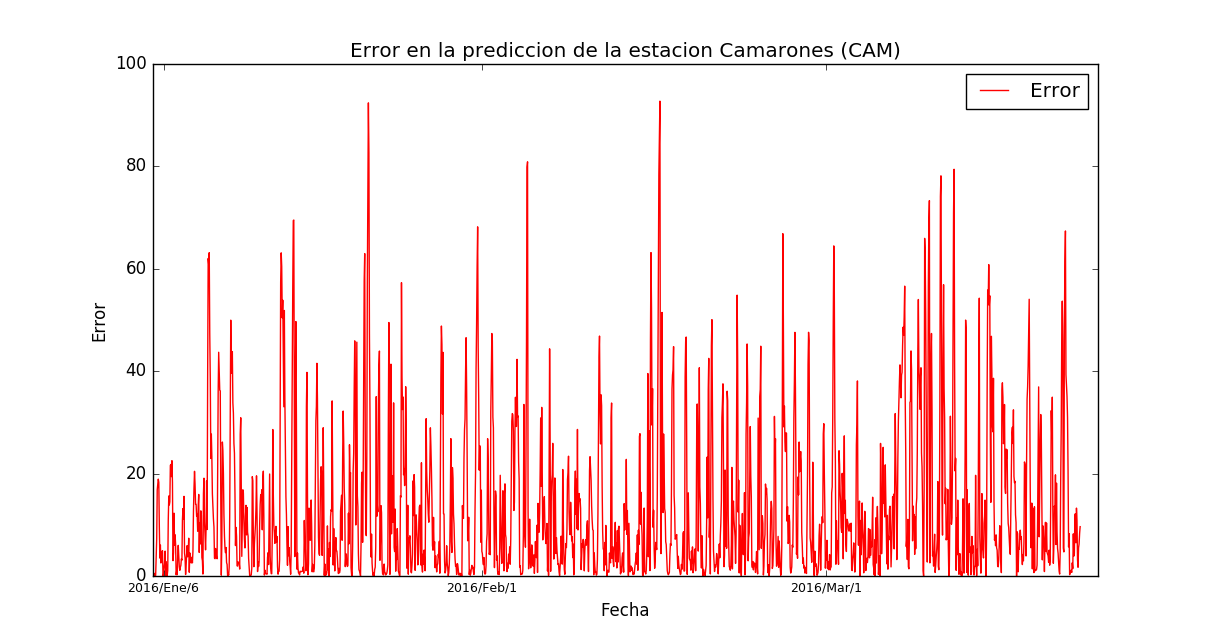 Error en la prediccion de la estacion Camarones (CAM)
100
80
60
40
20
0
Error
Error
2016/Ene/6
2016/Feb/1
2016/Mar/1
Fecha